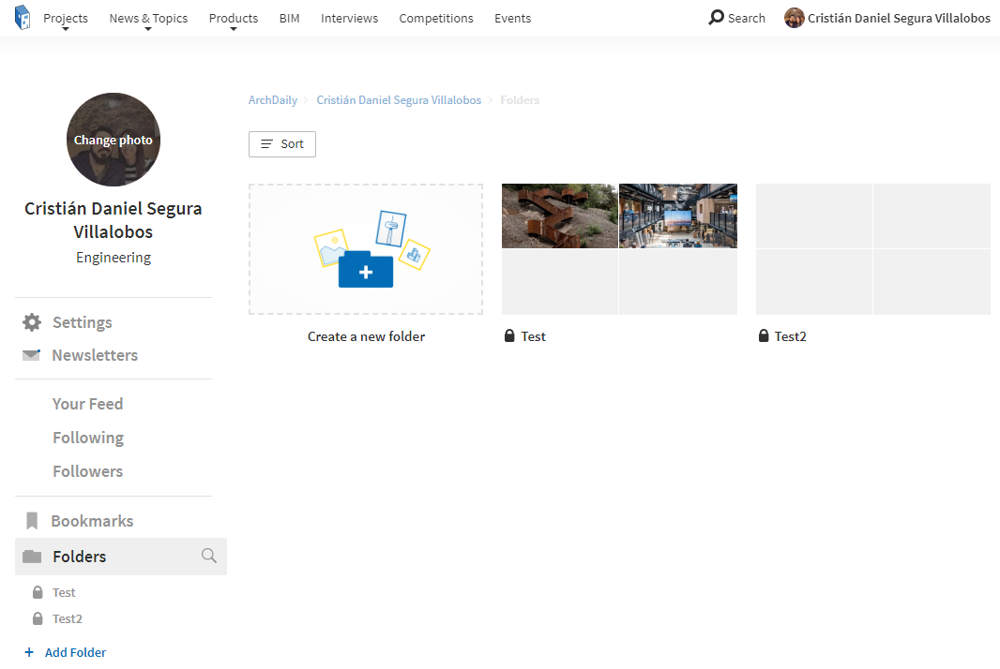 Projects
News & Topics
Products
BIM
Interviews
Competitions
Events
Search
Cristián Daniel Segura Villalobos
Change photo
Cristián Daniel Segura
Villalobos
Engineering
Settings
Newsletters
Your Feed
Following
Followers
Bookmarks
Folders
Test
Test2
+ Add Folder
ArchDaily > Cristián Daniel Segura Villalobos > Folders
Sort
Create a new folder
Test
Test2